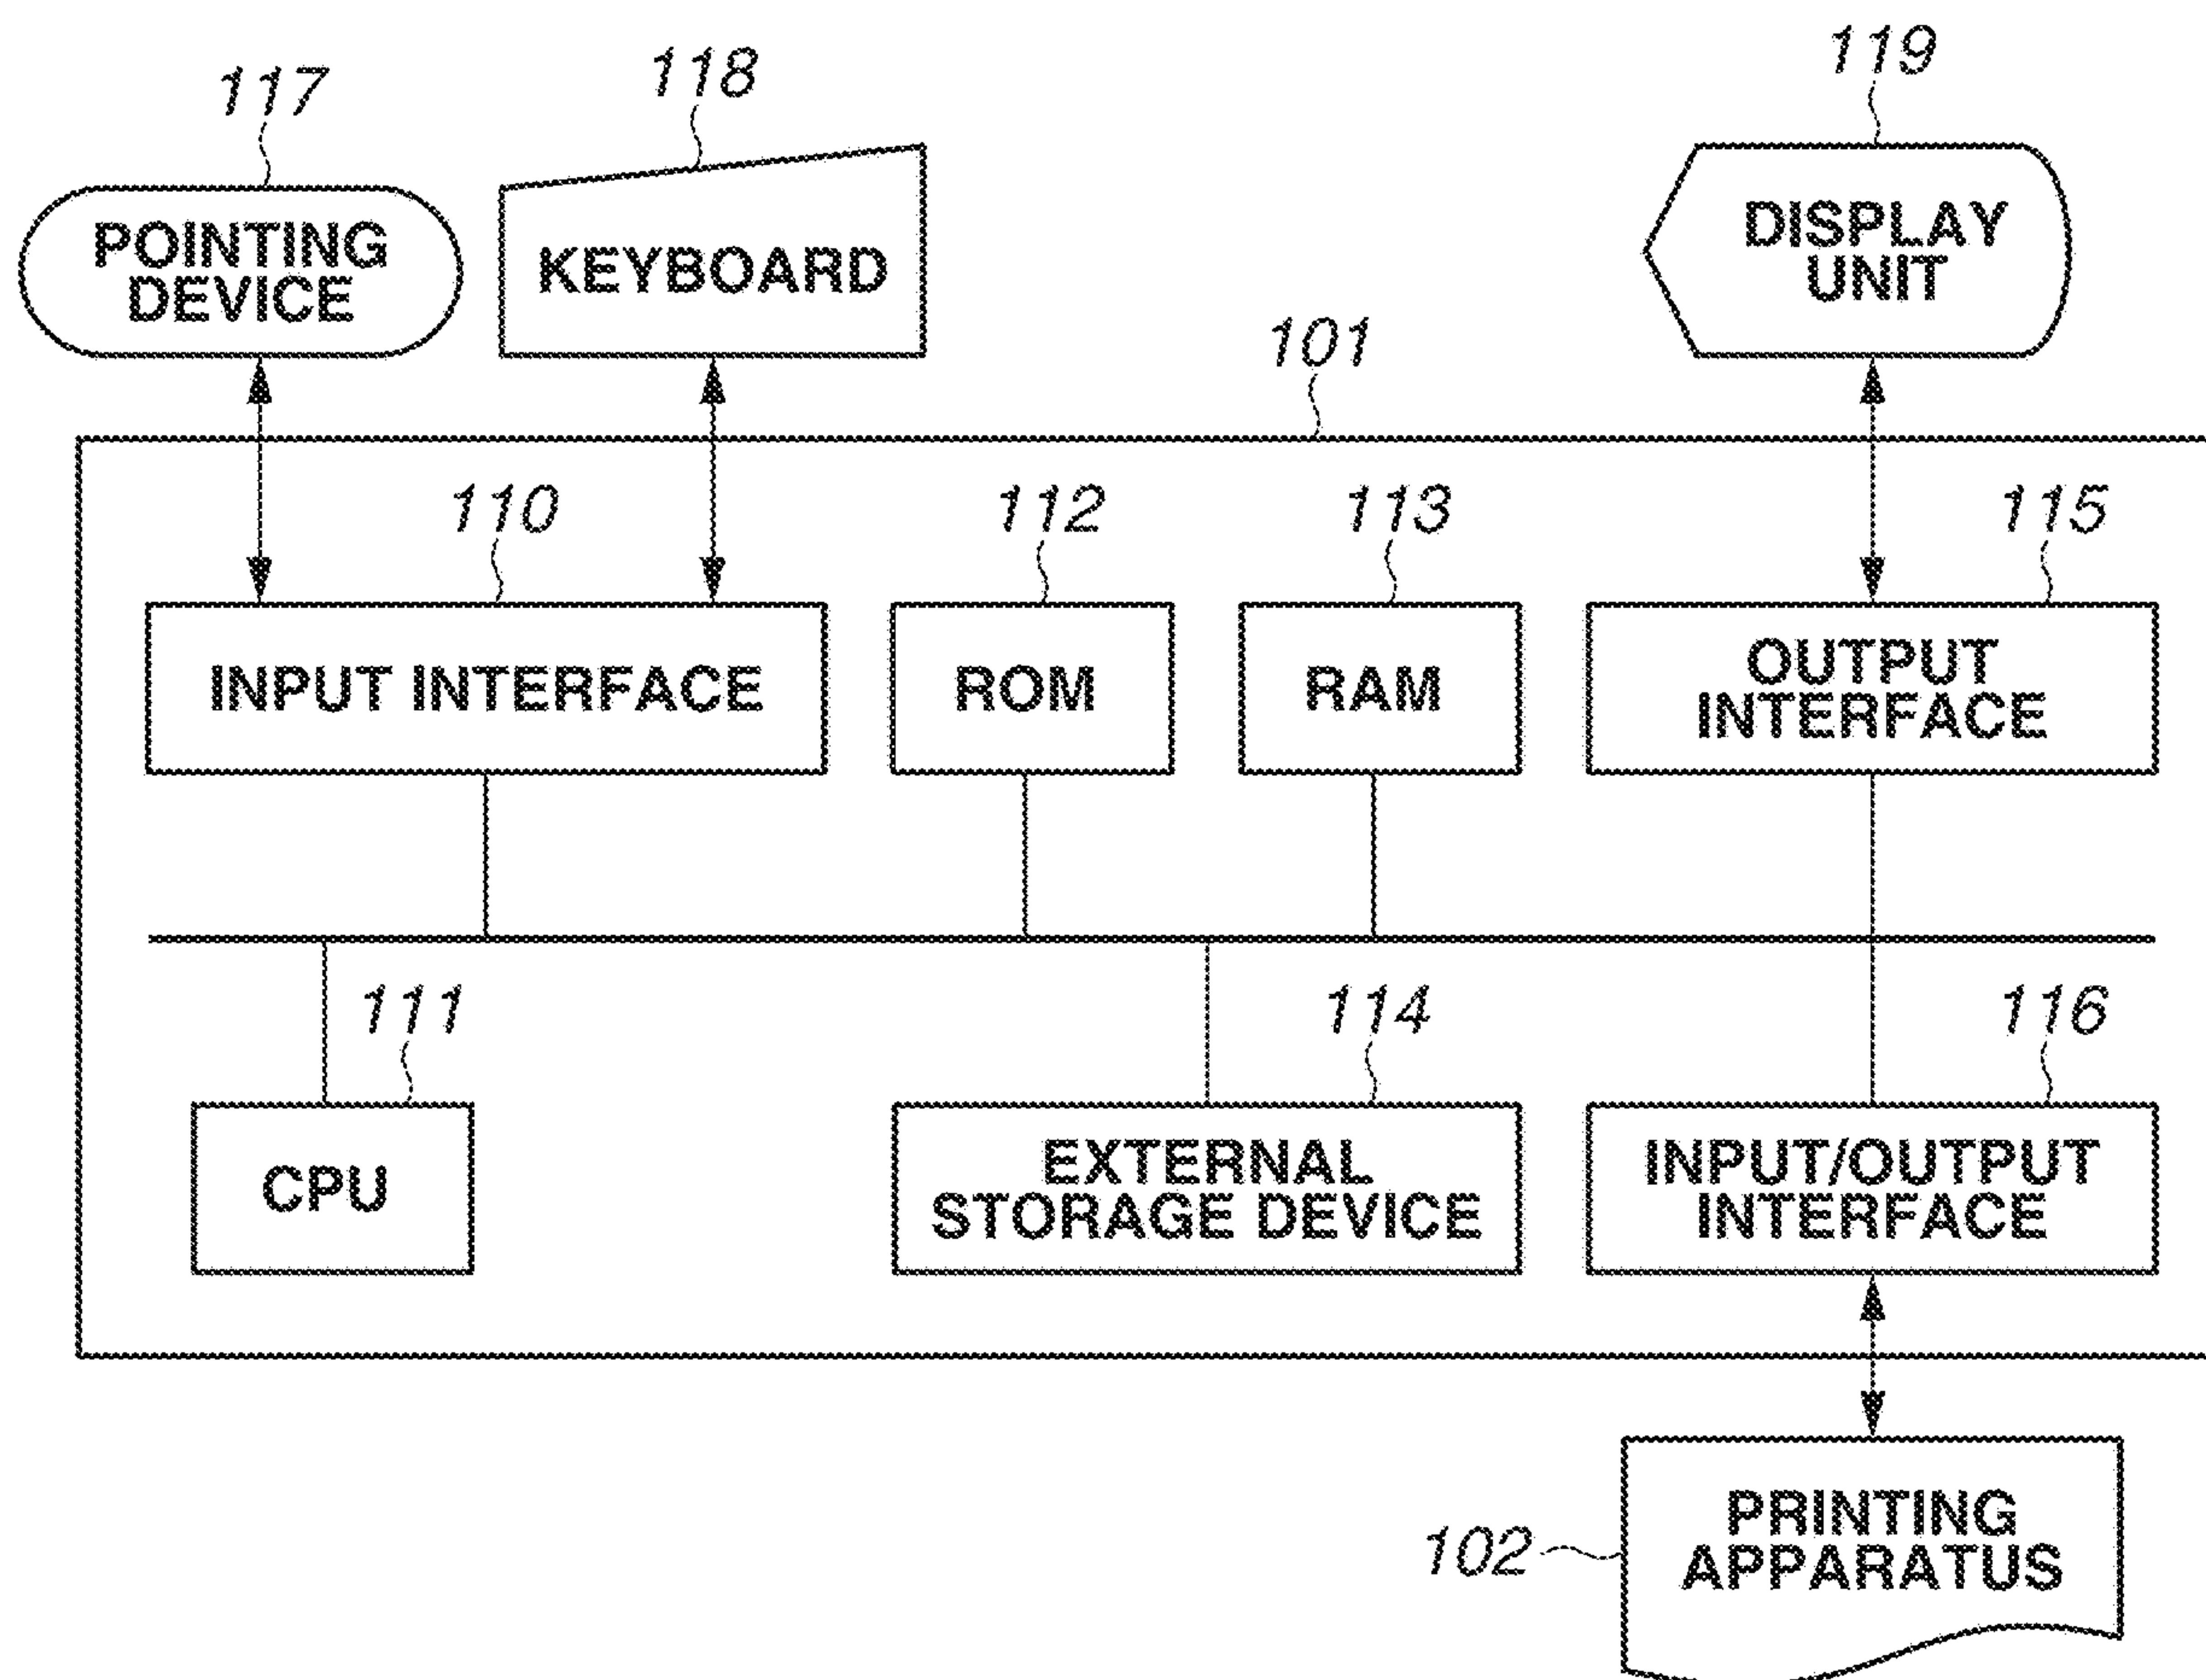 117
118
119
POINTING
DEVICE
KEYBOARD
DISPLAY
UNIT
101
110
112
113
115
INPUT INTERFACE
ROM
RAM
OUTPUT
INTERFACE
111
114
116
CPU
EXTERNAL
STORAGE DEVICE
INPUT/OUTPUT
INTERFACE
102
PRINTING
APPARATUS